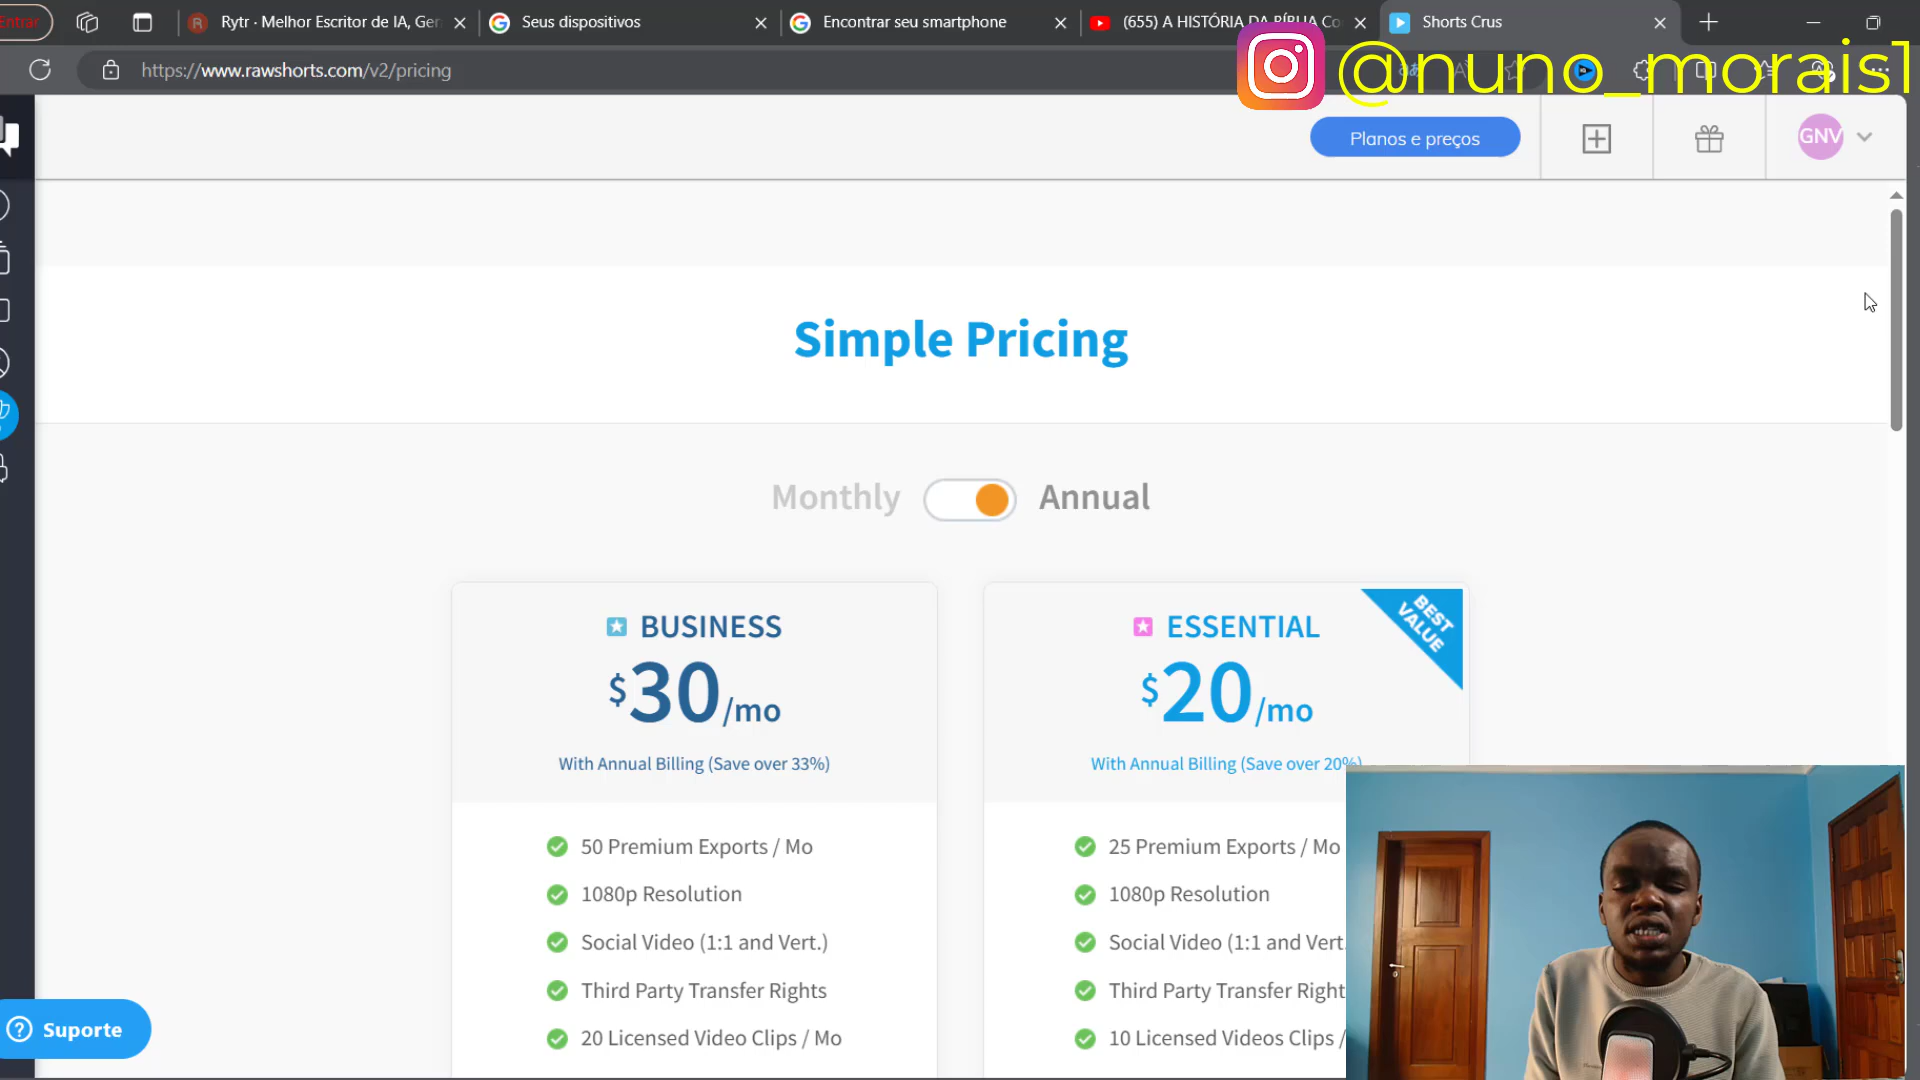 Entrar
Rytr · Melhor Escritor de IA, Ger
Seus dispositivos
Encontrar seu smartphone
(655) A HISTÓRIA DA BÍBLIA Co
Shorts Crus
https://www.rawshorts.com/v2/pricing
@nuno_morais1
Planos e preços
GNV
Simple Pricing
Monthly
Annual
BUSINESS
$30/mo
With Annual Billing (Save over 33%)
50 Premium Exports / Mo
1080p Resolution
Social Video (1:1 and Vert.)
Third Party Transfer Rights
20 Licensed Video Clips / Mo
ESSENTIAL
BEST
VALUE
$20/mo
With Annual Billing (Save over 20%)
25 Premium Exports / Mo
1080p Resolution
Social Video (1:1 and Vert.
Third Party Transfer Right
10 Licensed Videos Clips /
Suporte